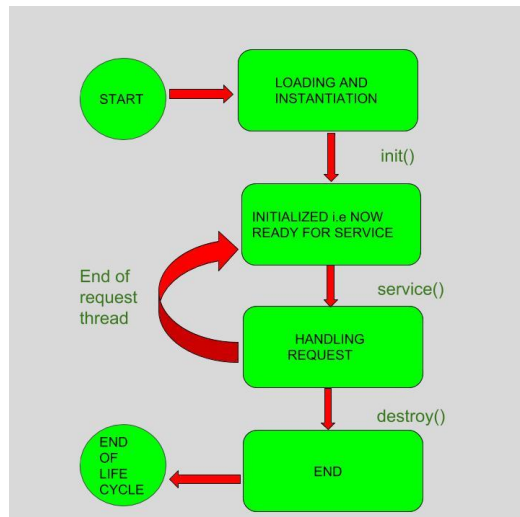 START
LOADING AND
INSTANTIATION
init()
INITIALIZED i.e NOW
READY FOR SERVICE
End of
request
thread
service()
HANDLING
REQUEST
destroy()
END
END
OF
LIFE
CYCLE